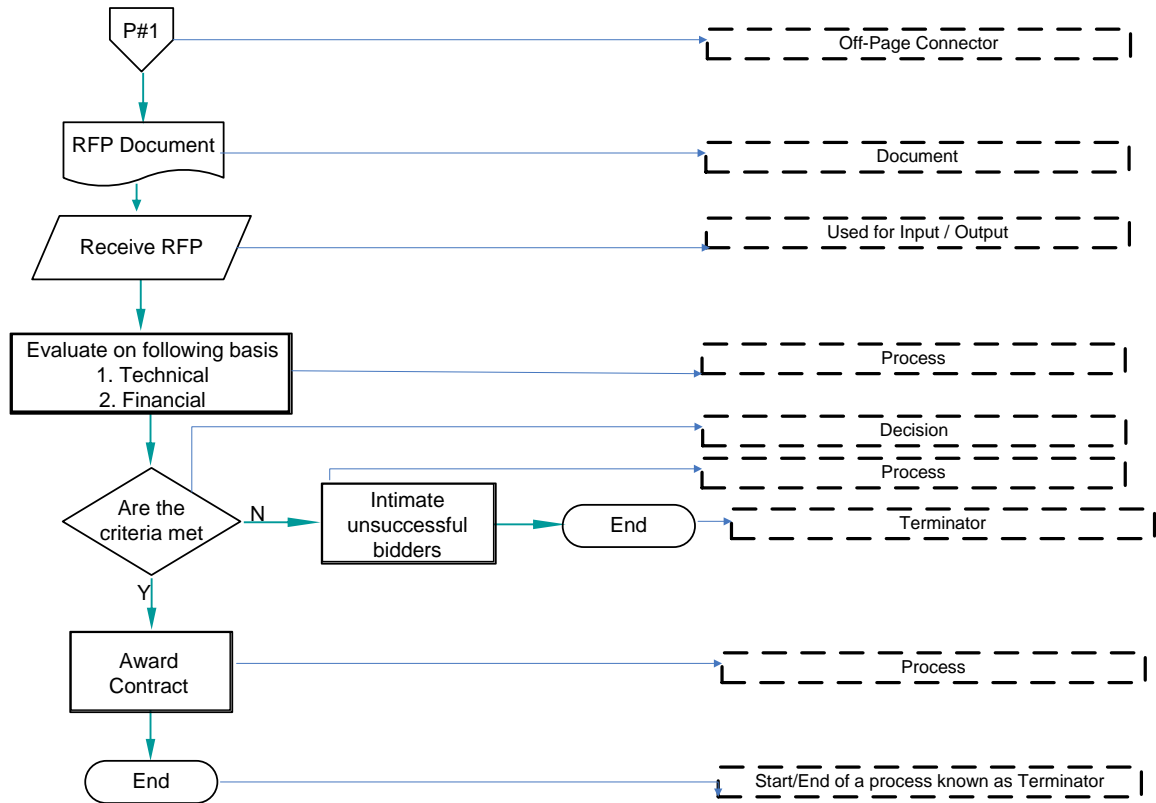 P#1
Off-Page Connector
RFP Document
Document
Receive RFP
Used for Input / Output
Evaluate on following basis
1. Technical
2. Financial
Process
Decision
Process
Are the
criteria met
N
Intimate
unsuccessful
bidders
End
Terminator
Y
Award
Contract
Process
End
Start/End of a process known as Terminator